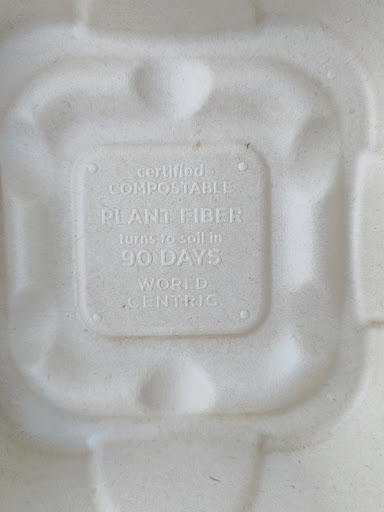 certified
COMPOSTABLE
PLANT FIBER
turns to soil in
90 DAYS
WORLD
CENTRIC